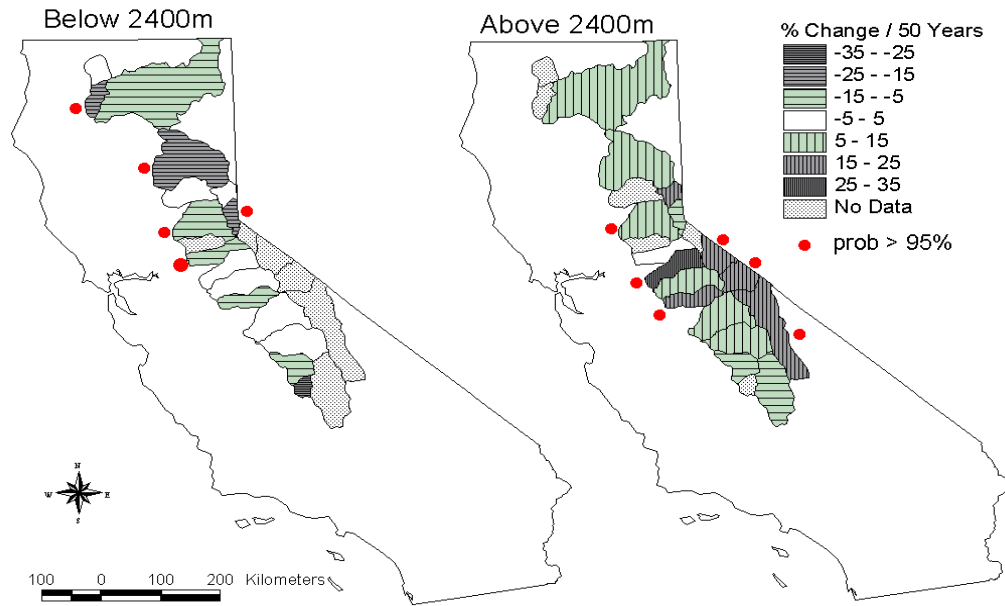 Below 2400m
Above 2400m
% Change / 50 Years
-35 - -25
-25 - -15
-15 - -5
-5 - 5
5 - 15
15 - 25
25 - 35
No Data
prob > 95%
N
W E
S
100 0 100 200 Kilometers